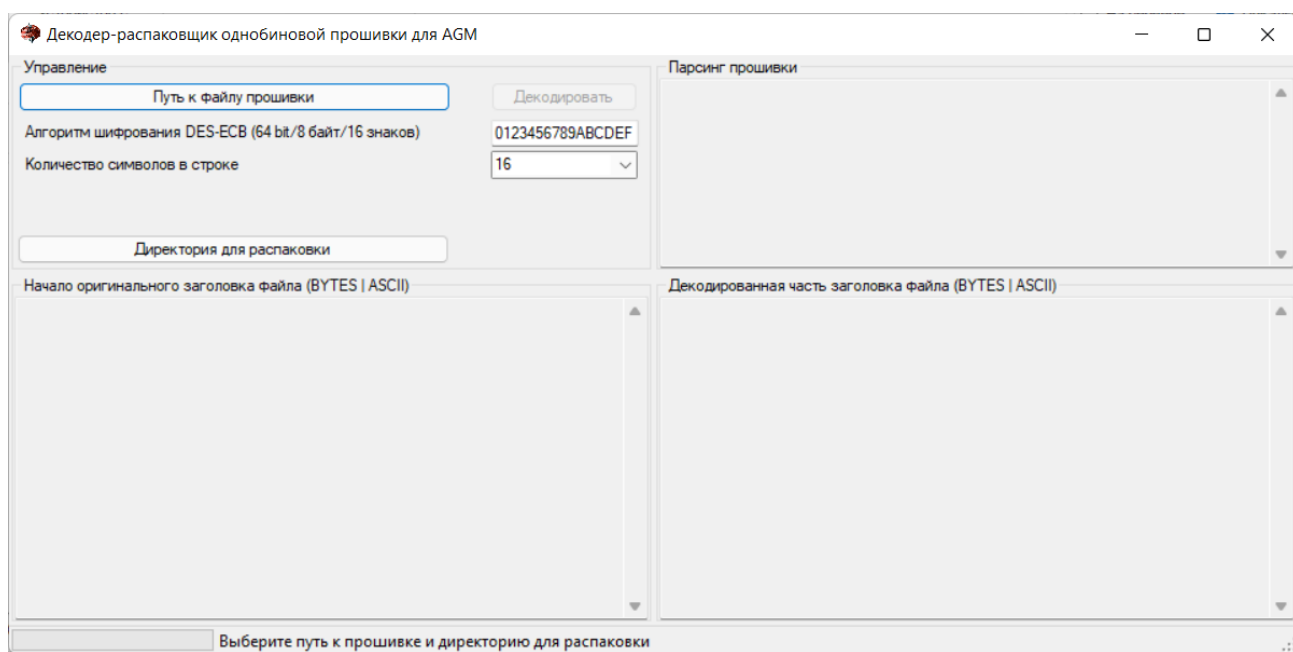 Декодер-распаковщик однобиновой прошивки для AGM
Управление
Путь к файлу прошивки
Декодировать
Алгоритм шифрования DES-ECB (64 bit/8 байт/16 знаков)
0123456789ABCDEF
Количество символов в строке
16
Директория для распаковки
Парсинг прошивки
Начало оригинального заголовка файла (BYTES | ASCII)
Декодированная часть заголовка файла (BYTES | ASCII)
Выберите путь к прошивке и директорию для распаковки